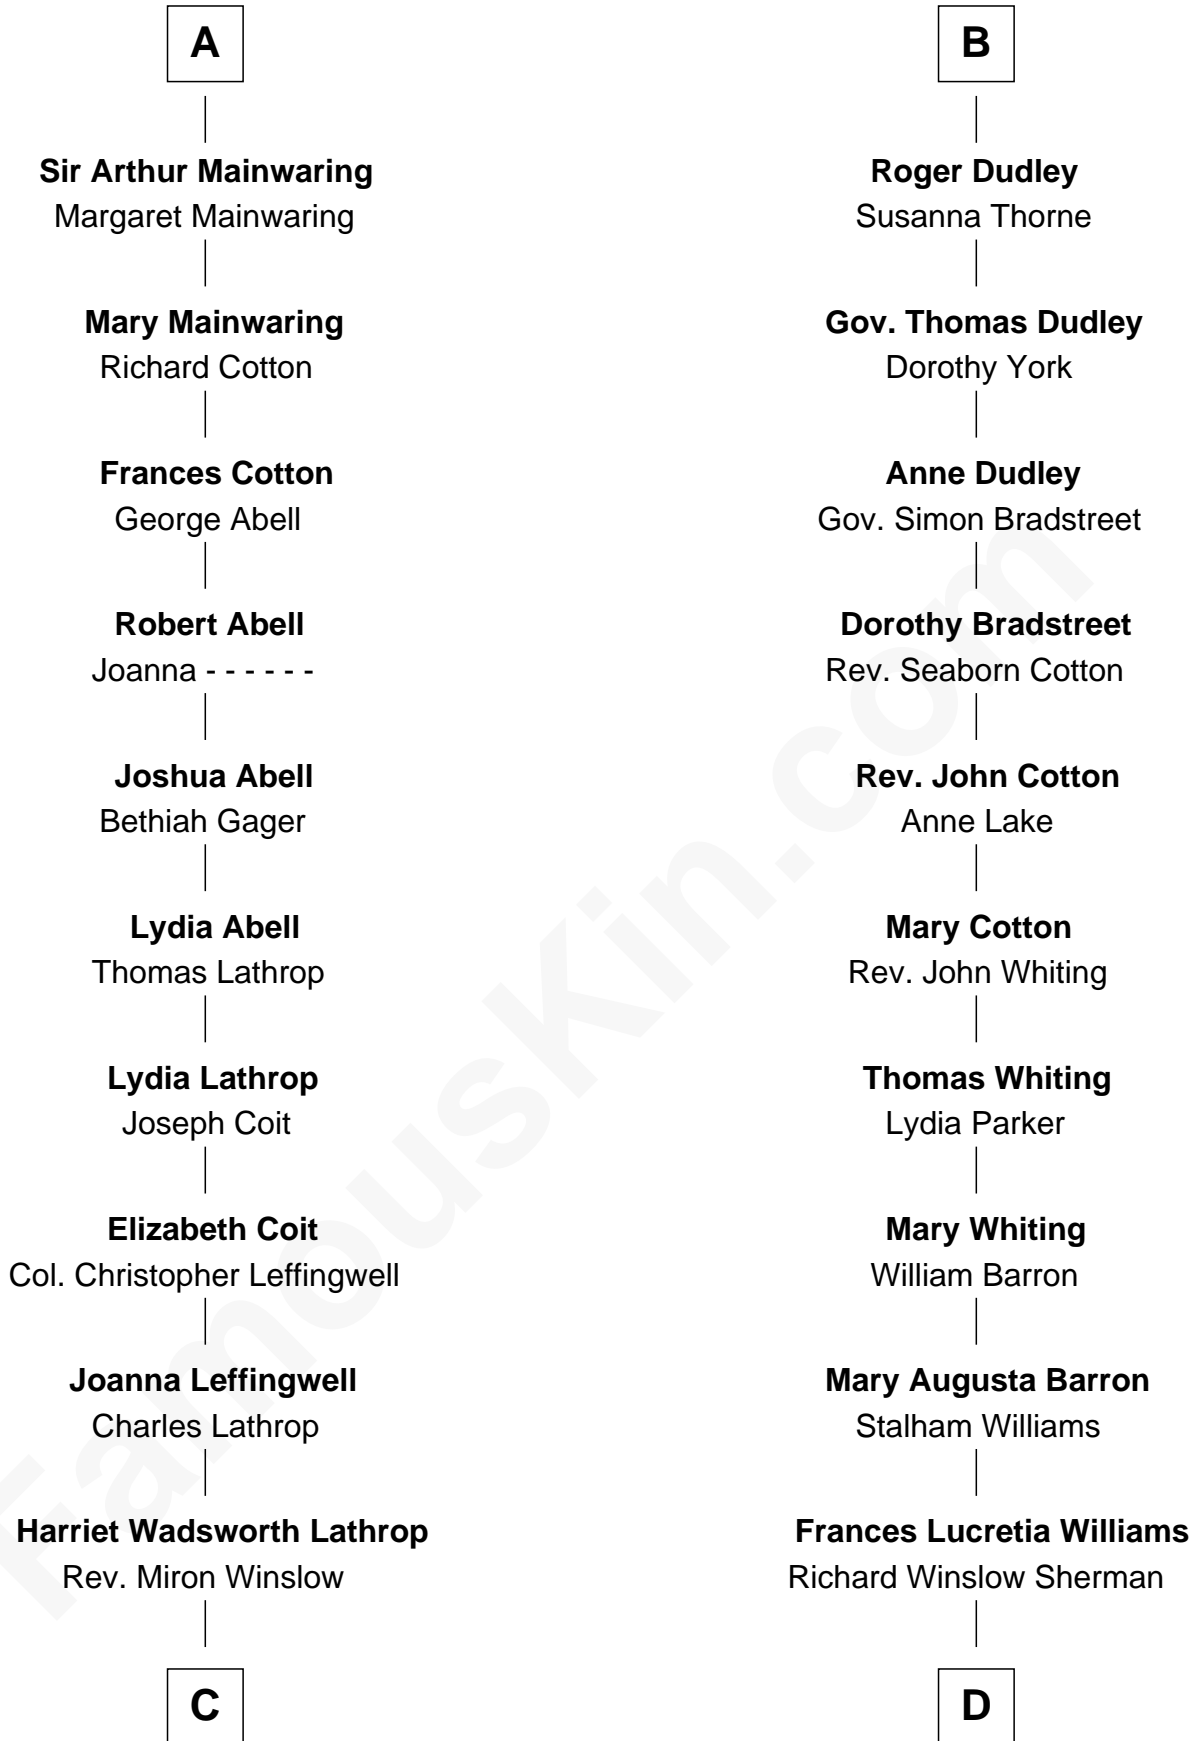 A
Sir Arthur Mainwaring
Margaret Mainwaring
Mary Mainwaring
Richard Cotton
Frances Cotton
George Abell
Robert Abell
Joanna - - - - - -
Joshua Abell
Bethiah Gager
Lydia Abell
Thomas Lathrop
Lydia Lathrop
Joseph Coit
Elizabeth Coit
Col. Christopher Leffingwell
Joanna Leffingwell
Charles Lathrop
Harriet Wadsworth Lathrop
Rev. Miron Winslow
C
B
Roger Dudley
Susanna Thorne
Gov. Thomas Dudley
Dorothy York
Anne Dudley
Gov. Simon Bradstreet
Dorothy Bradstreet
Rev. Seaborn Cotton
Rev. John Cotton
Anne Lake
Mary Cotton
Rev. John Whiting
Thomas Whiting
Lydia Parker
Mary Whiting
William Barron
Mary Augusta Barron
Stalham Williams
Frances Lucretia Williams
Richard Winslow Sherman
D
FamousKin.com